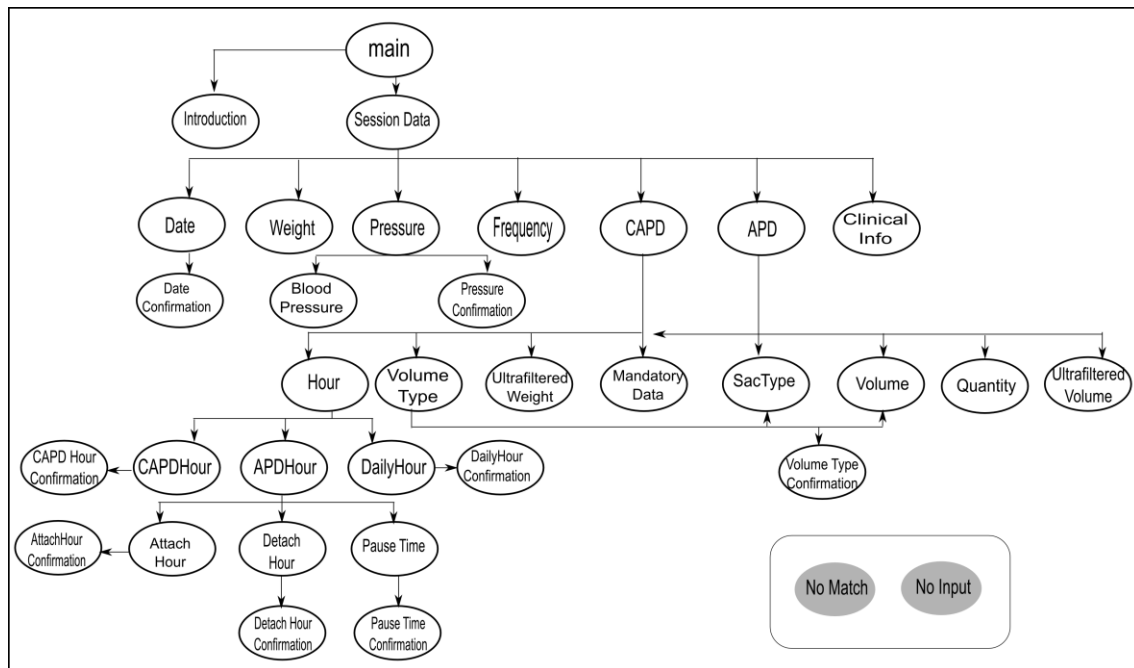 main
Introduction
Session Data
Date
Weight
Pressure
Frequency
CAPD
APD
Clinical
Info
Date
Confirmation
Blood
Pressure
Pressure
Confirmation
Hour
Volume
Type
Ultrafiltered
Weight
Mandatory
Data
SacType
Volume
Quantity
Ultrafiltered
Volume
CAPD Hour
Confirmation
CAPDHour
APDHour
DailyHour
DailyHour
Confirmation
Volume Type
Confirmation
AttachHour
Confirmation
Attach
Hour
Detach
Hour
Pause Time
Detach Hour
Confirmation
Pause Time
Confirmation
No Match
No Input